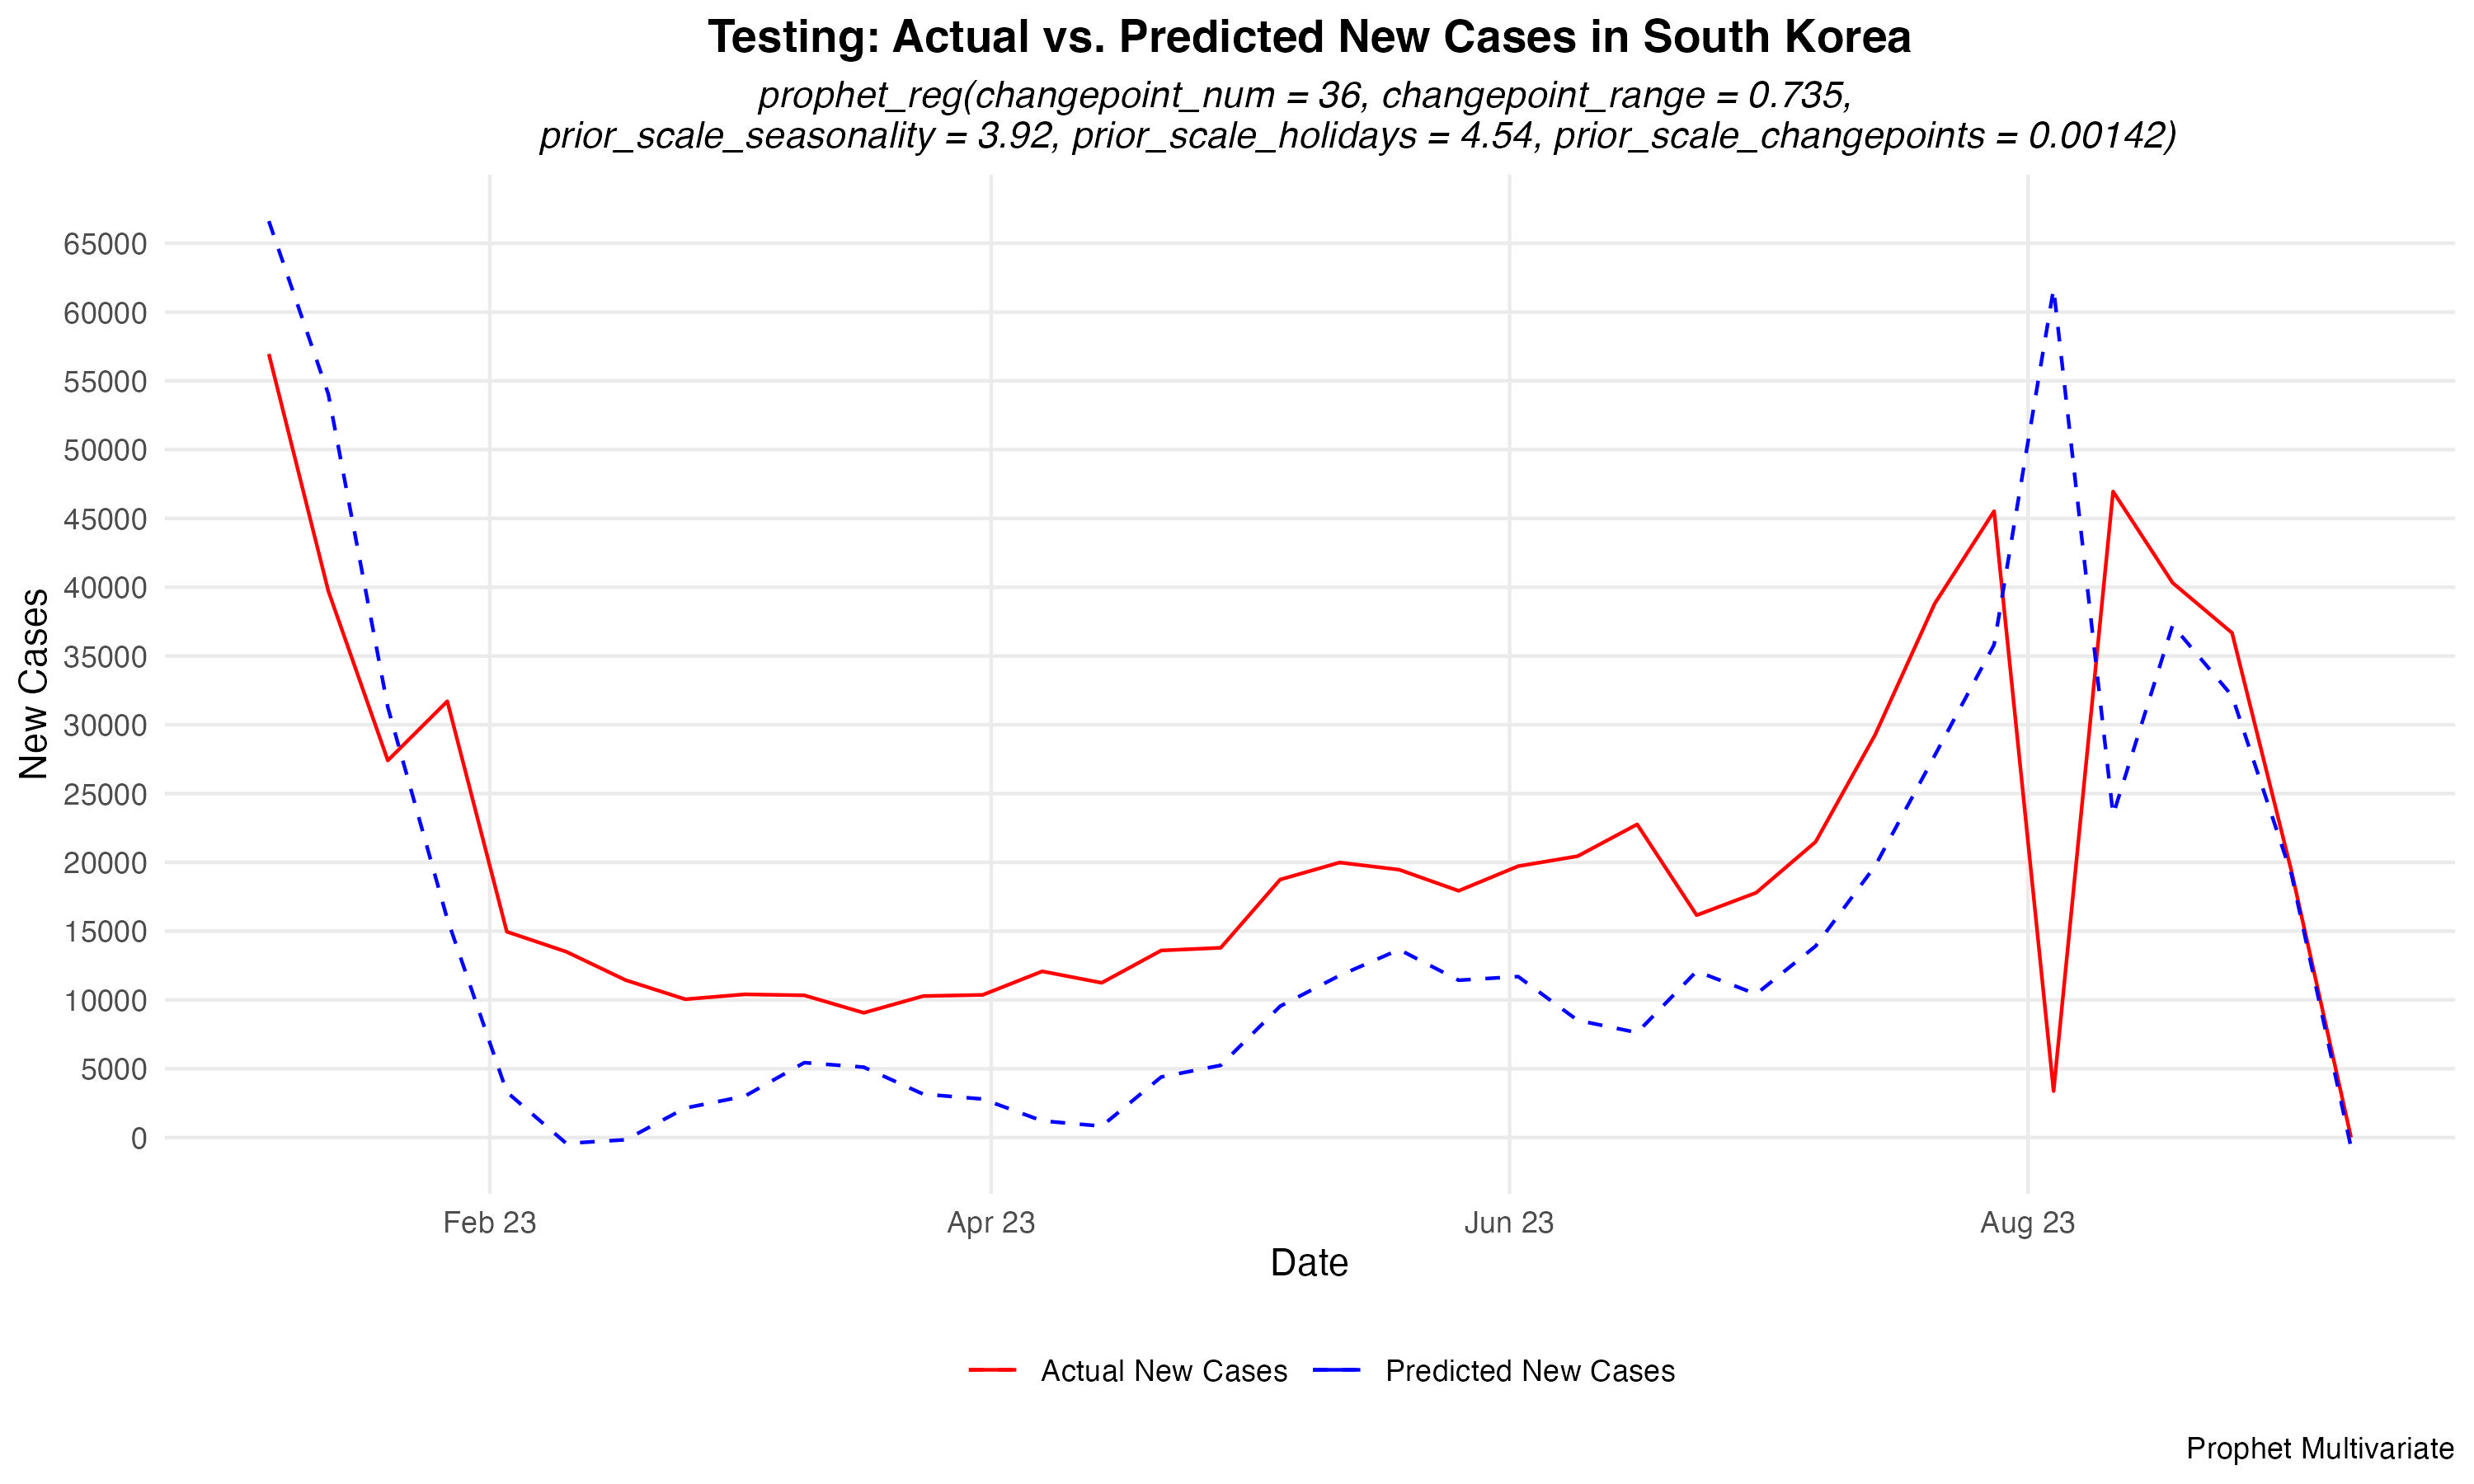 Testing: Actual vs. Predicted New Cases in South Korea
prophet_reg(changepoint_num = 36, changepoint_range = 0.735,
prior_scale_seasonality = 3.92, prior_scale_holidays = 4.54, prior_scale_changepoints = 0.00142)
New Cases
65000
60000
55000
50000
45000
40000
35000
30000
25000
20000
15000
10000
5000
0
Feb 23 Apr 23 Jun 23 Aug 23
Date
Actual New Cases Predicted New Cases
Prophet Multivariate